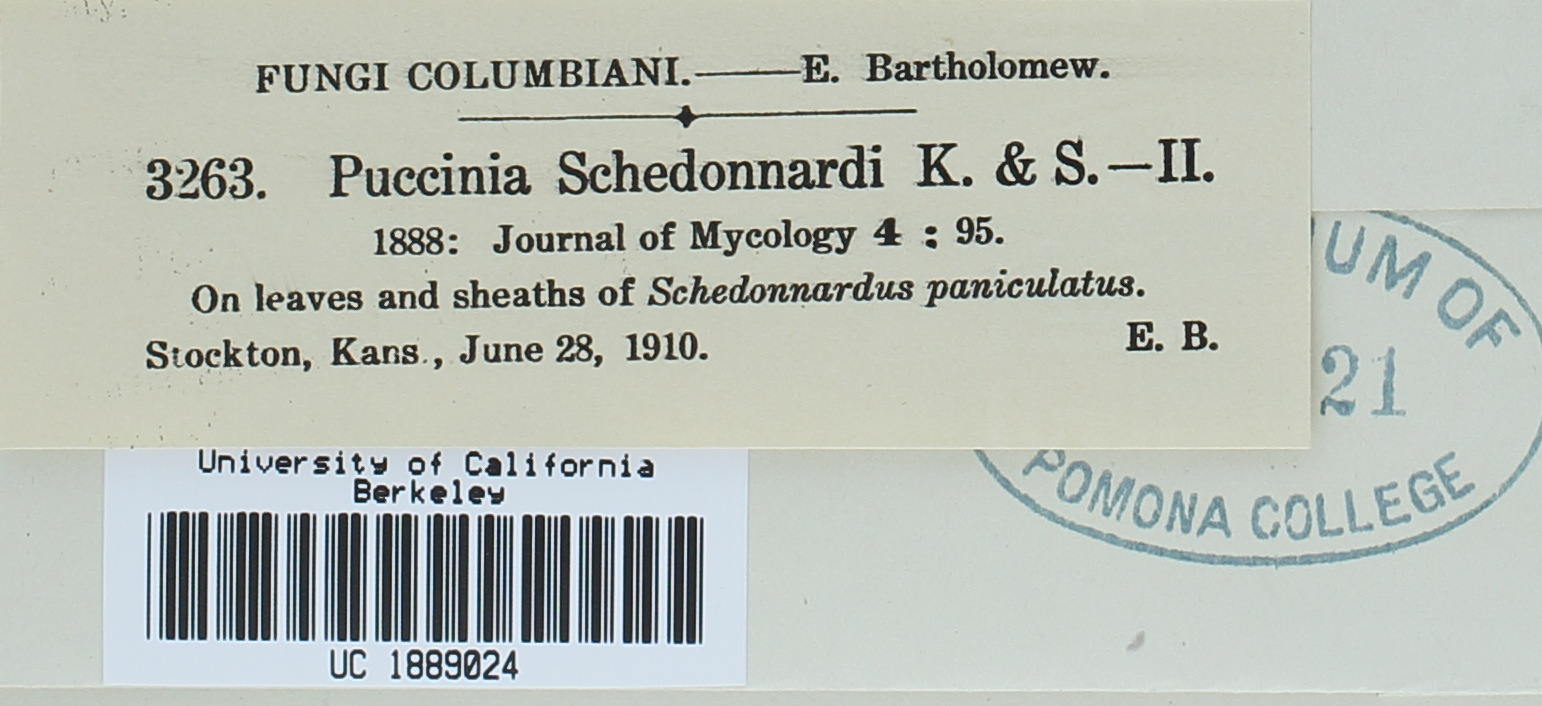 FUNGI COLUMBIANI.——E. Bartholomew.
3263. Puccinia Schedonnardi K. & S.—II.
1888: Journal of Mycology 4 : 95.
On leaves and sheaths of Schedonnardus paniculatus.
Stockton, Kans., June 28, 1910. E. B.
UM OF
21
POMONA COLLEGE
University of California
Berkeley
UC 1889024